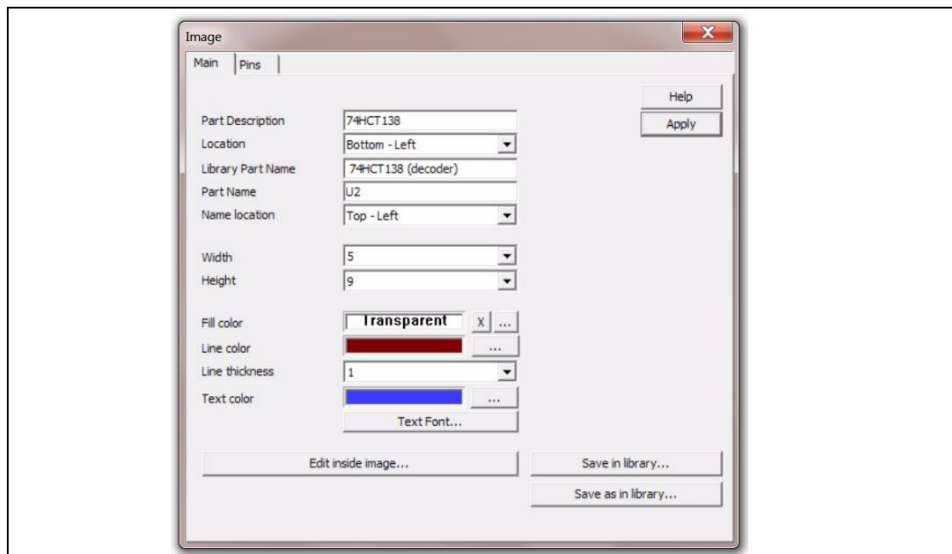 Image
Main Pins
Help
Part Description 74HCT138 Apply
Location Bottom - Left
Library Part Name 74HCT138 (decoder)
Part Name U2
Name location Top - Left
Width 5
Height 9
Fill color Transparent X ...
Line color ...
Line thickness 1
Text color ...
Text Font...
Edit inside image... Save in library...
Save as in library...